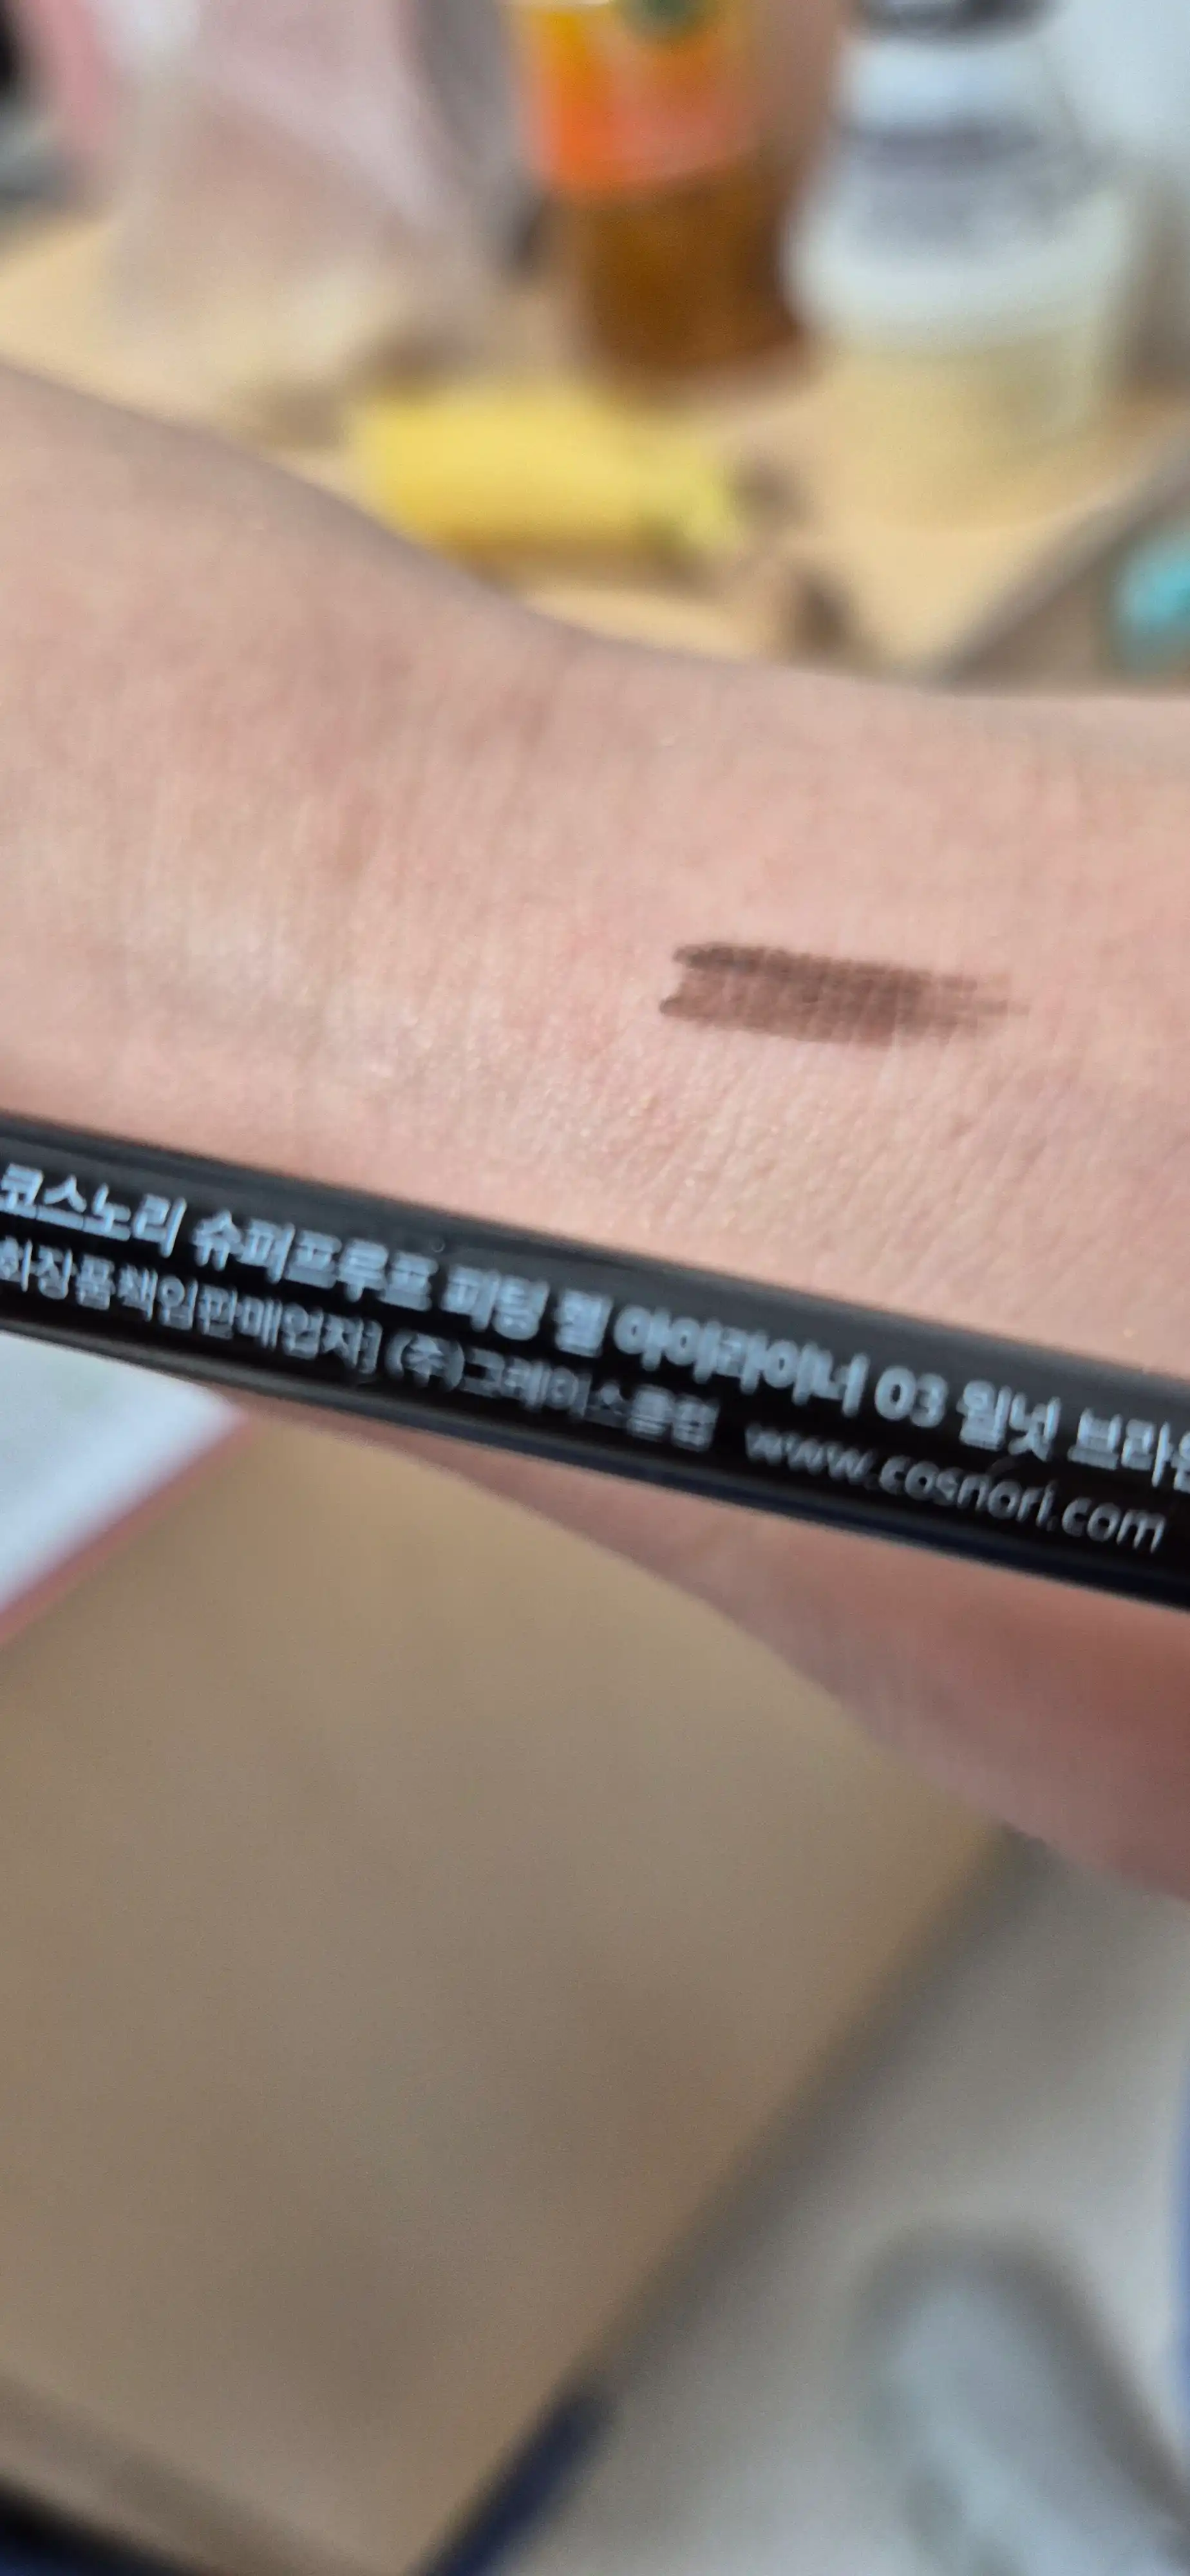 코스노리 슈퍼프루프 피팅 젤 아이라이너 03 월넛 브라운
화장품책임판매업자] (주)그레이스클럽 www.cosnori.com